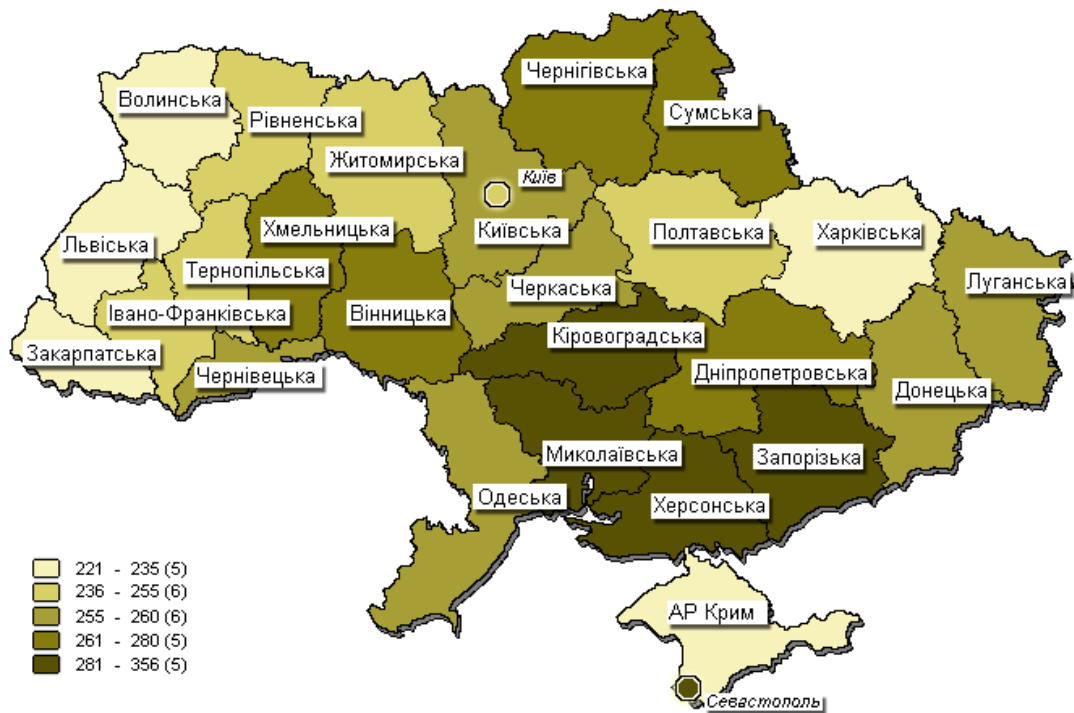 Чернігівська
Волинська
Сумська
Рівненська
Житомирська
Київ
Хмельницька
Київська
Полтавська
Харківська
Львіська
Тернопільська
Луганська
Черкаська
Івано-Франківська
Вінницька
Кіровоградська
Закарпатська
Чернівецька
Дніпропетровська
Донецька
Миколаївська
Запорізька
Одеська
Херсонська
221 - 235 (5)
236 - 255 (6)
255 - 260 (6)
261 - 280 (5)
281 - 356 (5)
АР Крим
Севастополь